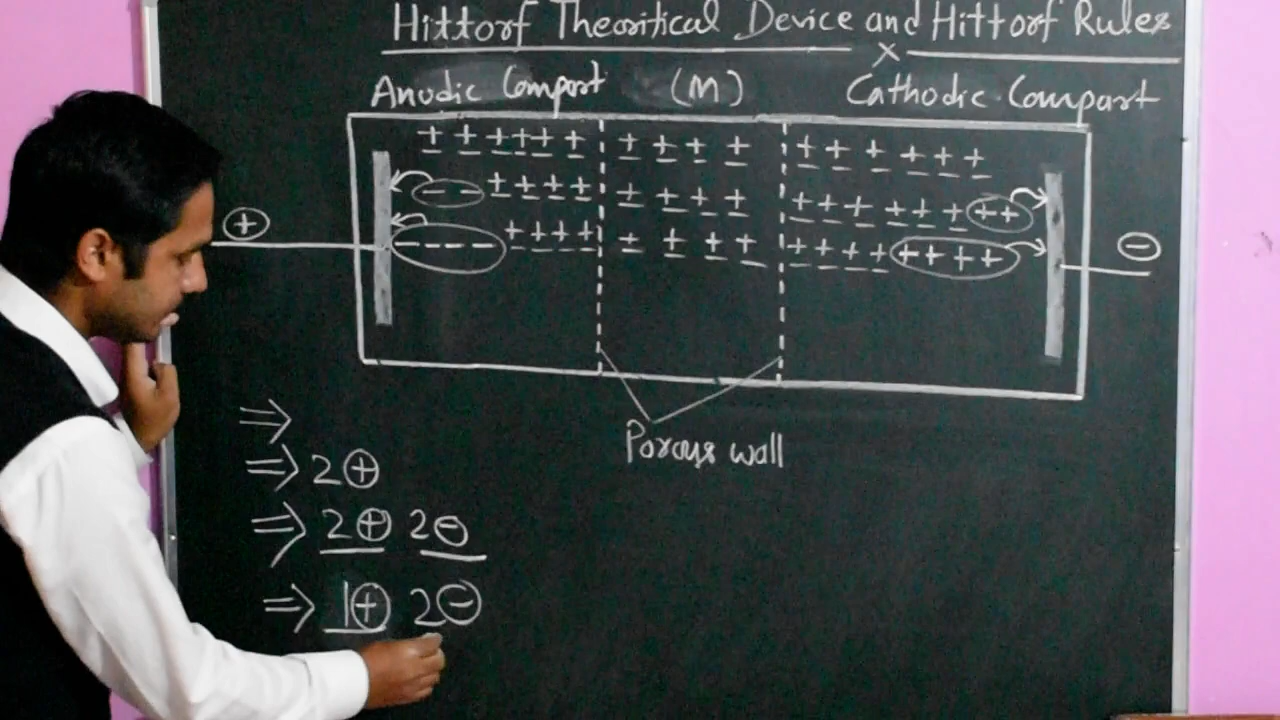 Hittorf Theoritical Device and Hittorf Rules
x
Anodic Compart (M) Cathodic Compart
± ± ± ± ± ± ± ± ± ± ± ± ± ± ± ±
- - ± ± ± ± ± ± ± ± ± ± ± ± ± ± + +
⊕ - - - - ± ± ± ± ± ± ± ± ± ± ± ± + + + + ⊖
⇒
Porous wall
⇒ 2⊕
⇒ 2⊕ 2⊖
⇒ 1⊕ 2⊖